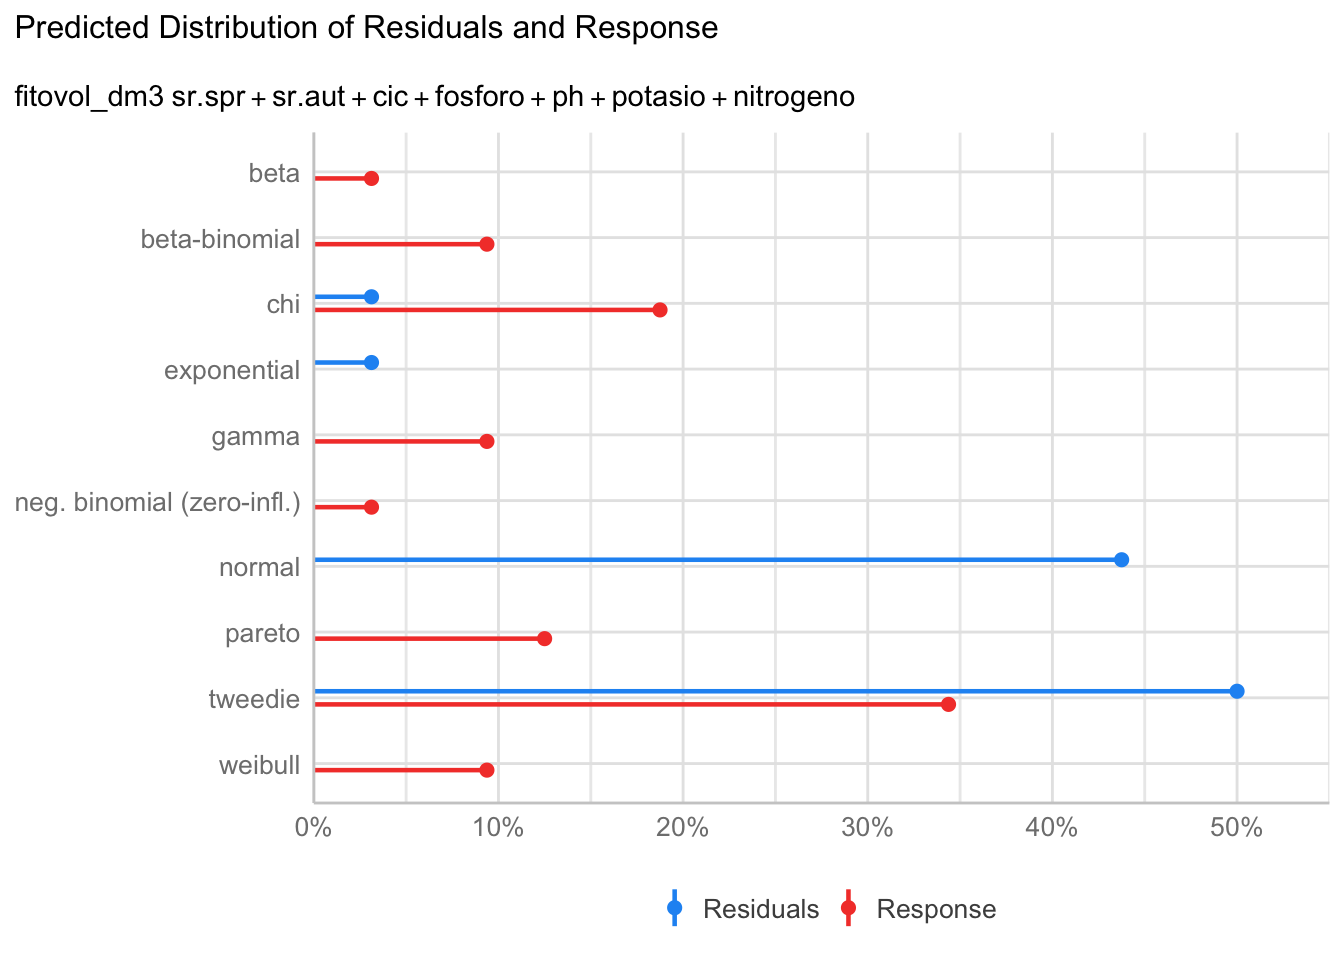 Predicted Distribution of Residuals and Response
fitovol_dm3 sr.spr + sr.aut + cic + fosforo + ph + potasio + nitrogeno
beta
beta-binomial
chi
exponential
gamma
neg. binomial (zero-infl.)
normal
pareto
tweedie
weibull
0% 10% 20% 30% 40% 50%
Residuals Response